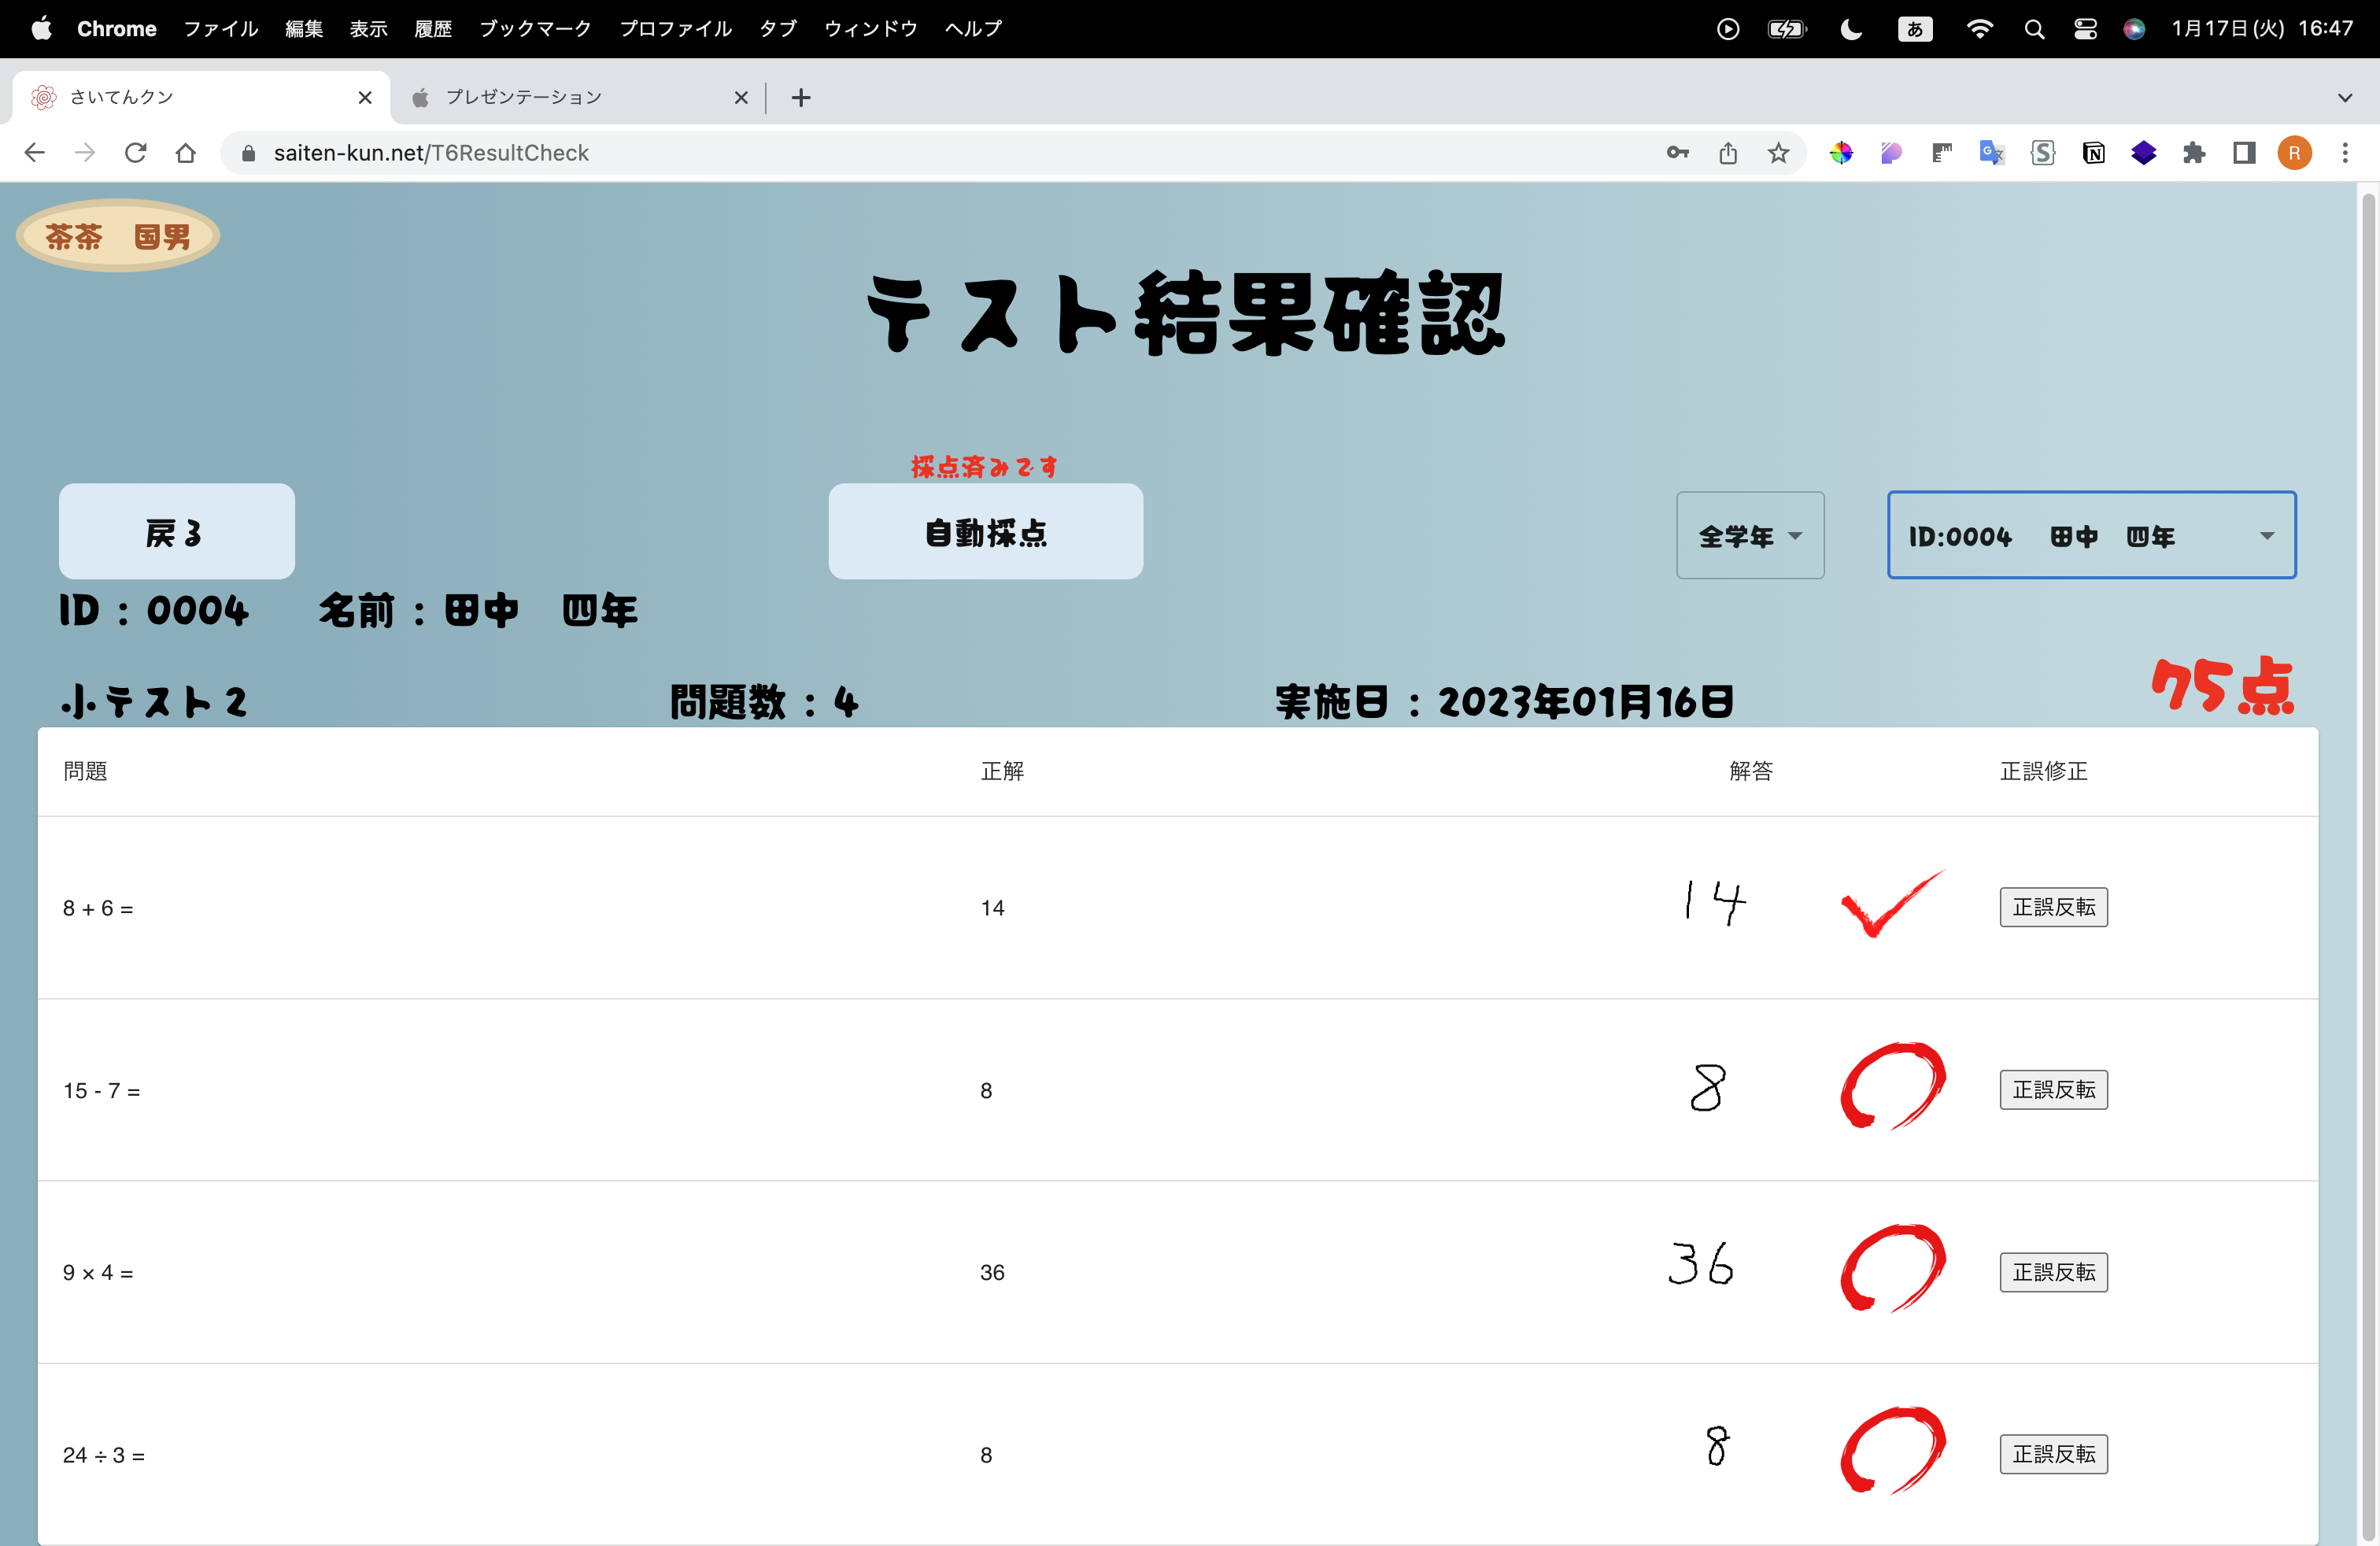 Chrome ファイル 編集 表示 履歴 ブックマーク プロファイル タブ ウィンドウ ヘルプ あ 1月17日(火) 16:47
さいてんクン プレゼンテーション
saiten-kun.net/T6ResultCheck R
茶茶 国男
テスト結果確認
採点済みです
戻る 自動採点 全学年 ID:0004 田中 四年
ID : 0004 名前 : 田中 四年
小テスト2 問題数 : 4 実施日 : 2023年01月16日 75点
問題 正解 解答 正誤修正
8 + 6 = 14 14 正誤反転
15 - 7 = 8 8 正誤反転
9 × 4 = 36 36 正誤反転
24 ÷ 3 = 8 8 正誤反転